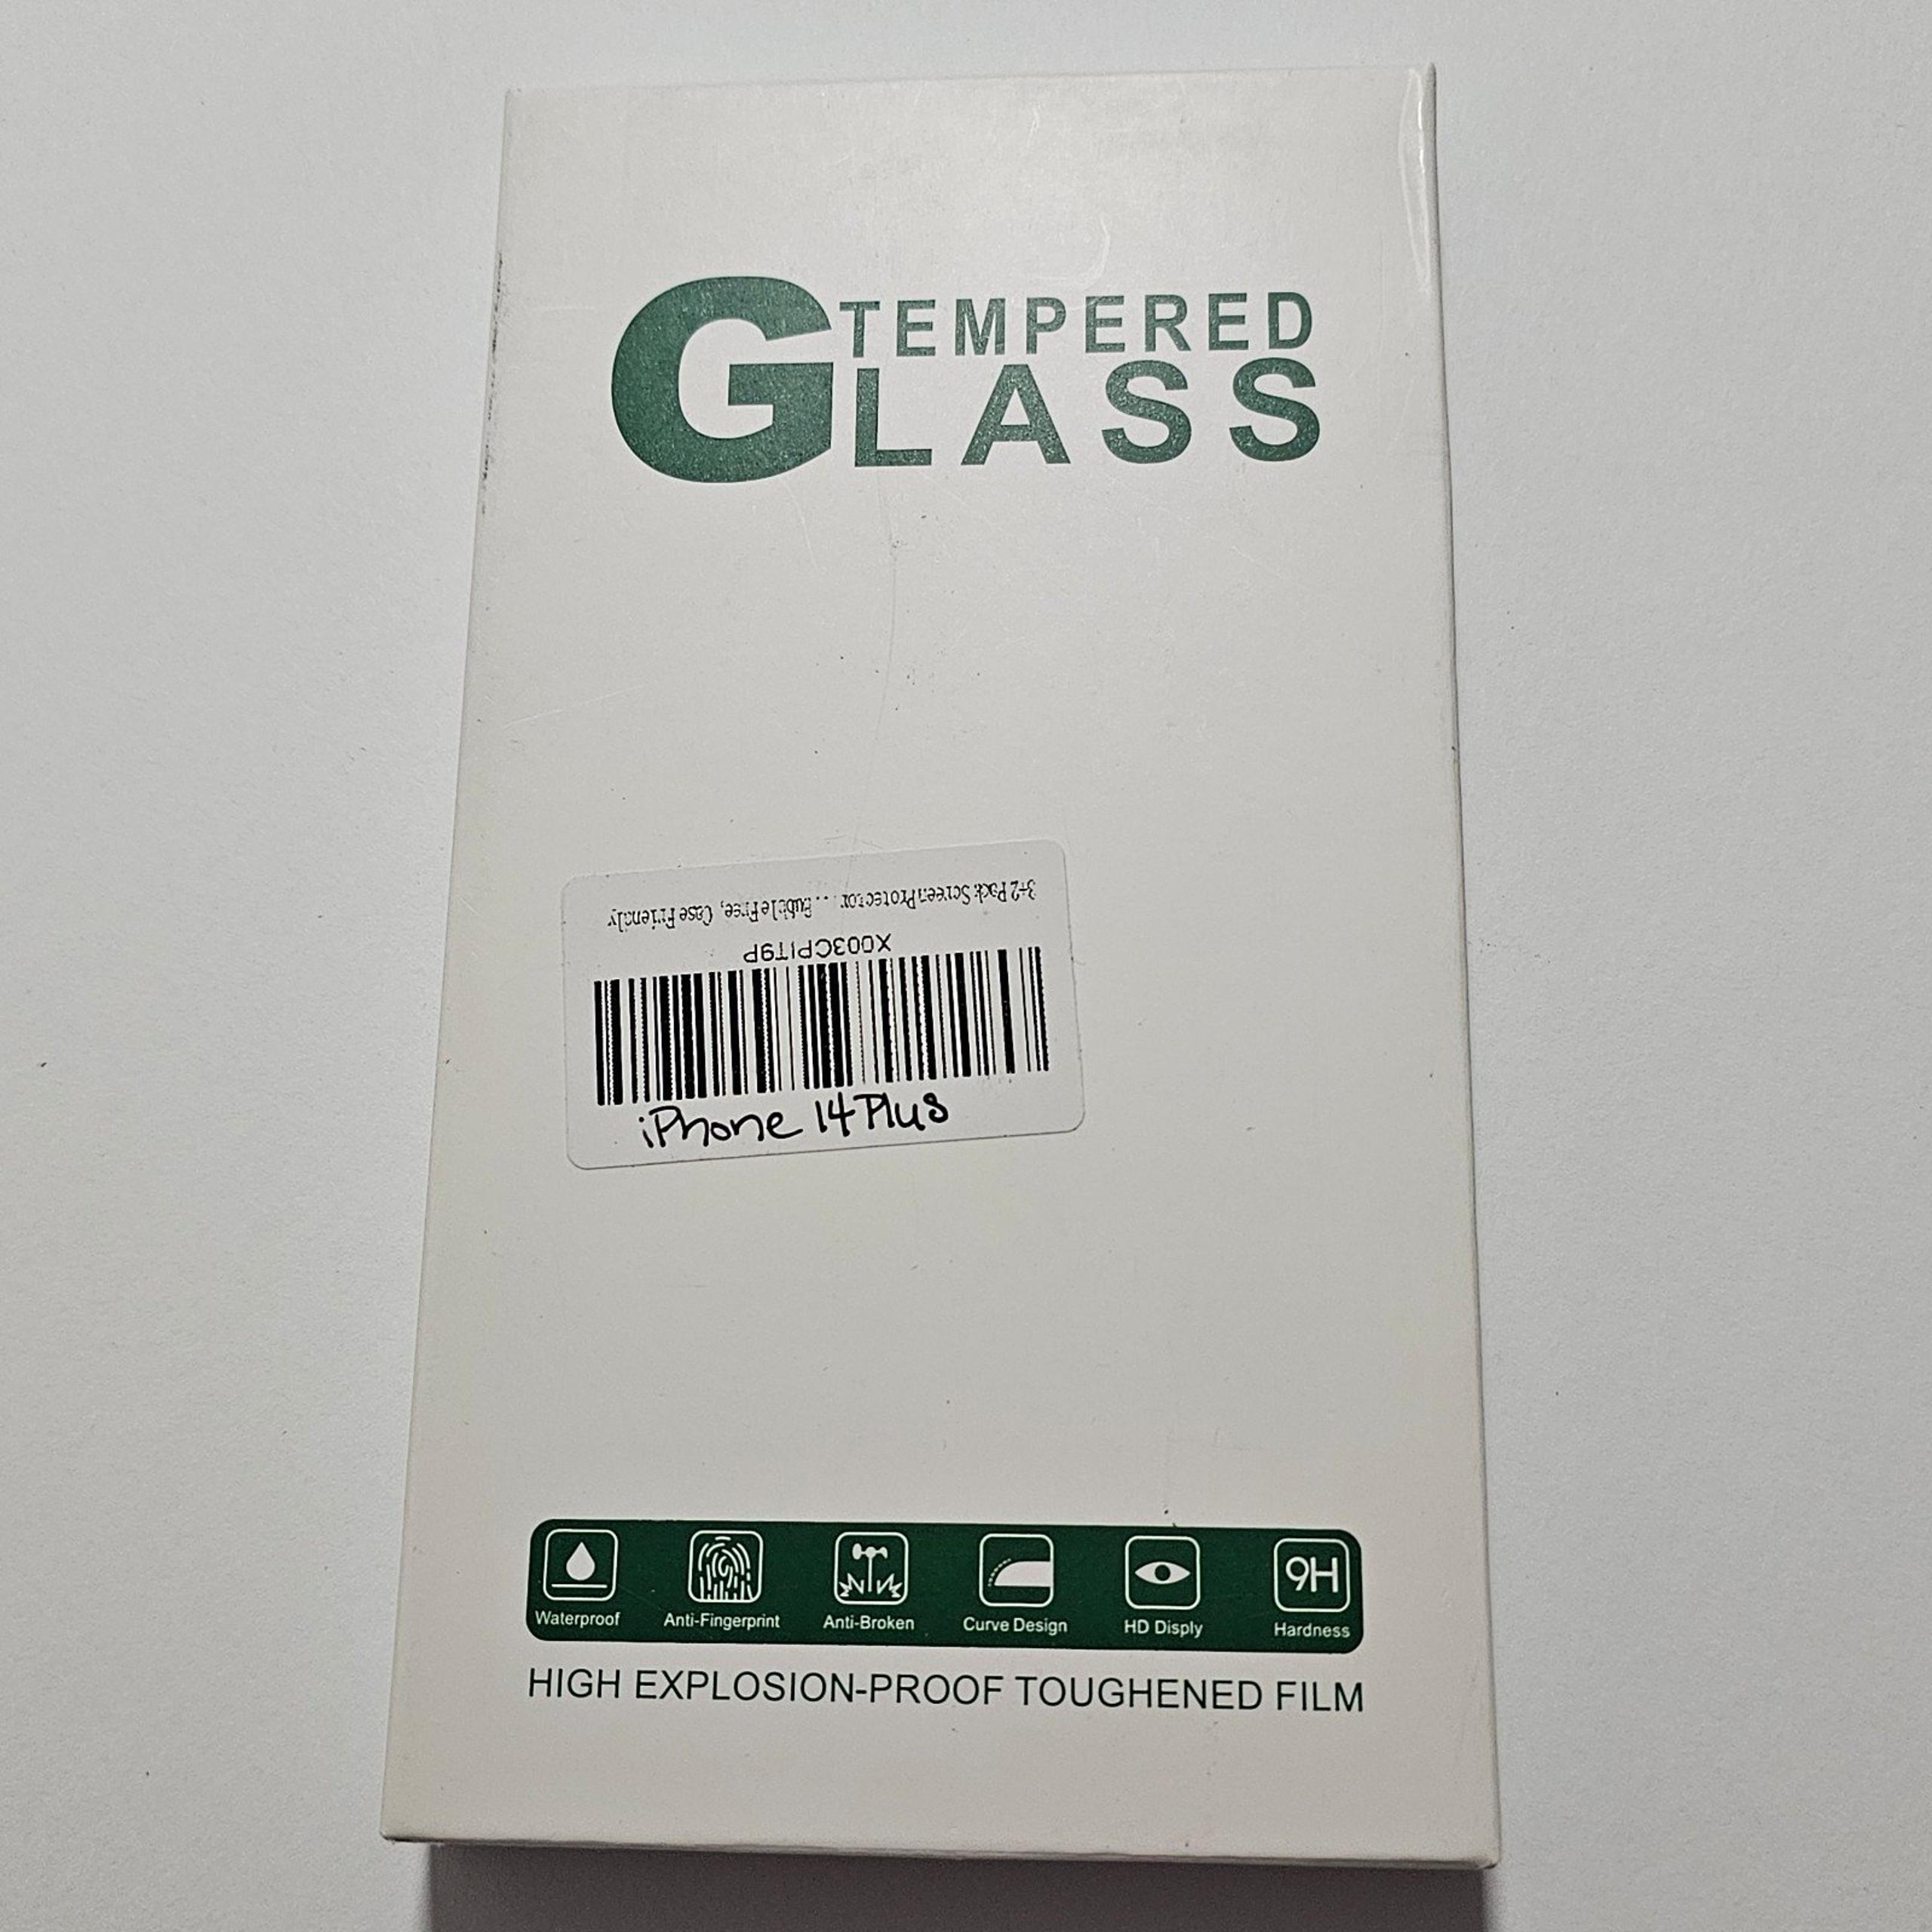 TEMPERED
GLASS
3+2 Pack Screen Protector ... Bubble Free, Case Friendly
X003CPIT9P
iPhone 14 Plus
9H
Waterproof Anti-Fingerprint Anti-Broken Curve Design HD Disply Hardness
HIGH EXPLOSION-PROOF TOUGHENED FILM